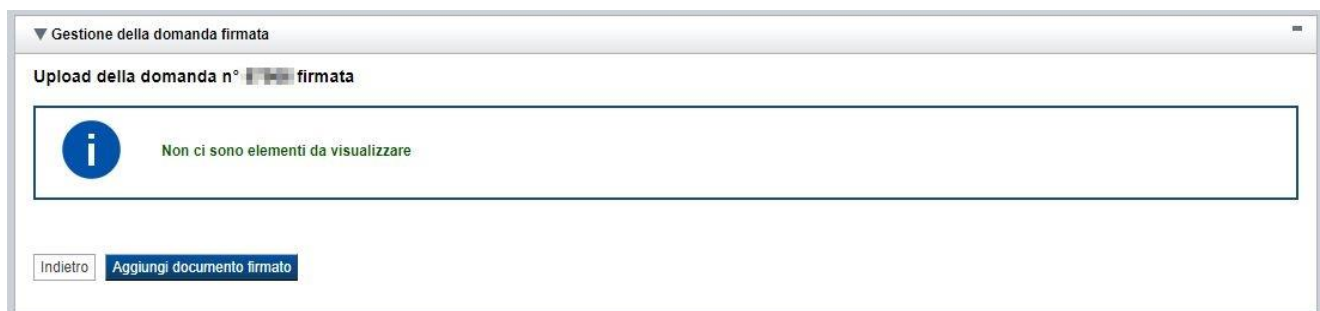 Gestione della domanda firmata
Upload della domanda n° firmata
Non ci sono elementi da visualizzare
Indietro Aggiungi documento firmato